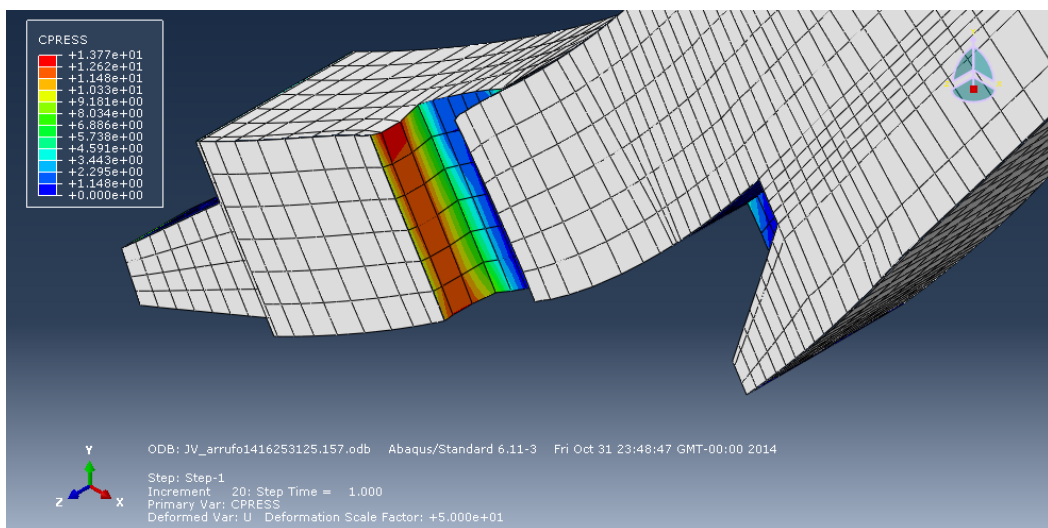 CPRESS
+1.377e+01
+1.262e+01
+1.148e+01
+1.033e+01
+9.181e+00
+8.034e+00
+6.886e+00
+5.738e+00
+4.591e+00
+3.443e+00
+2.295e+00
+1.148e+00
+0.000e+00
Y
Z
X
ODB: JV_arrufo1416253125.157.odb Abaqus/Standard 6.11-3 Fri Oct 31 23:48:47 GMT-00:00 2014
Step: Step-1
Increment 20: Step Time = 1.000
Primary Var: CPRESS
Deformed Var: U Deformation Scale Factor: +5.000e+01